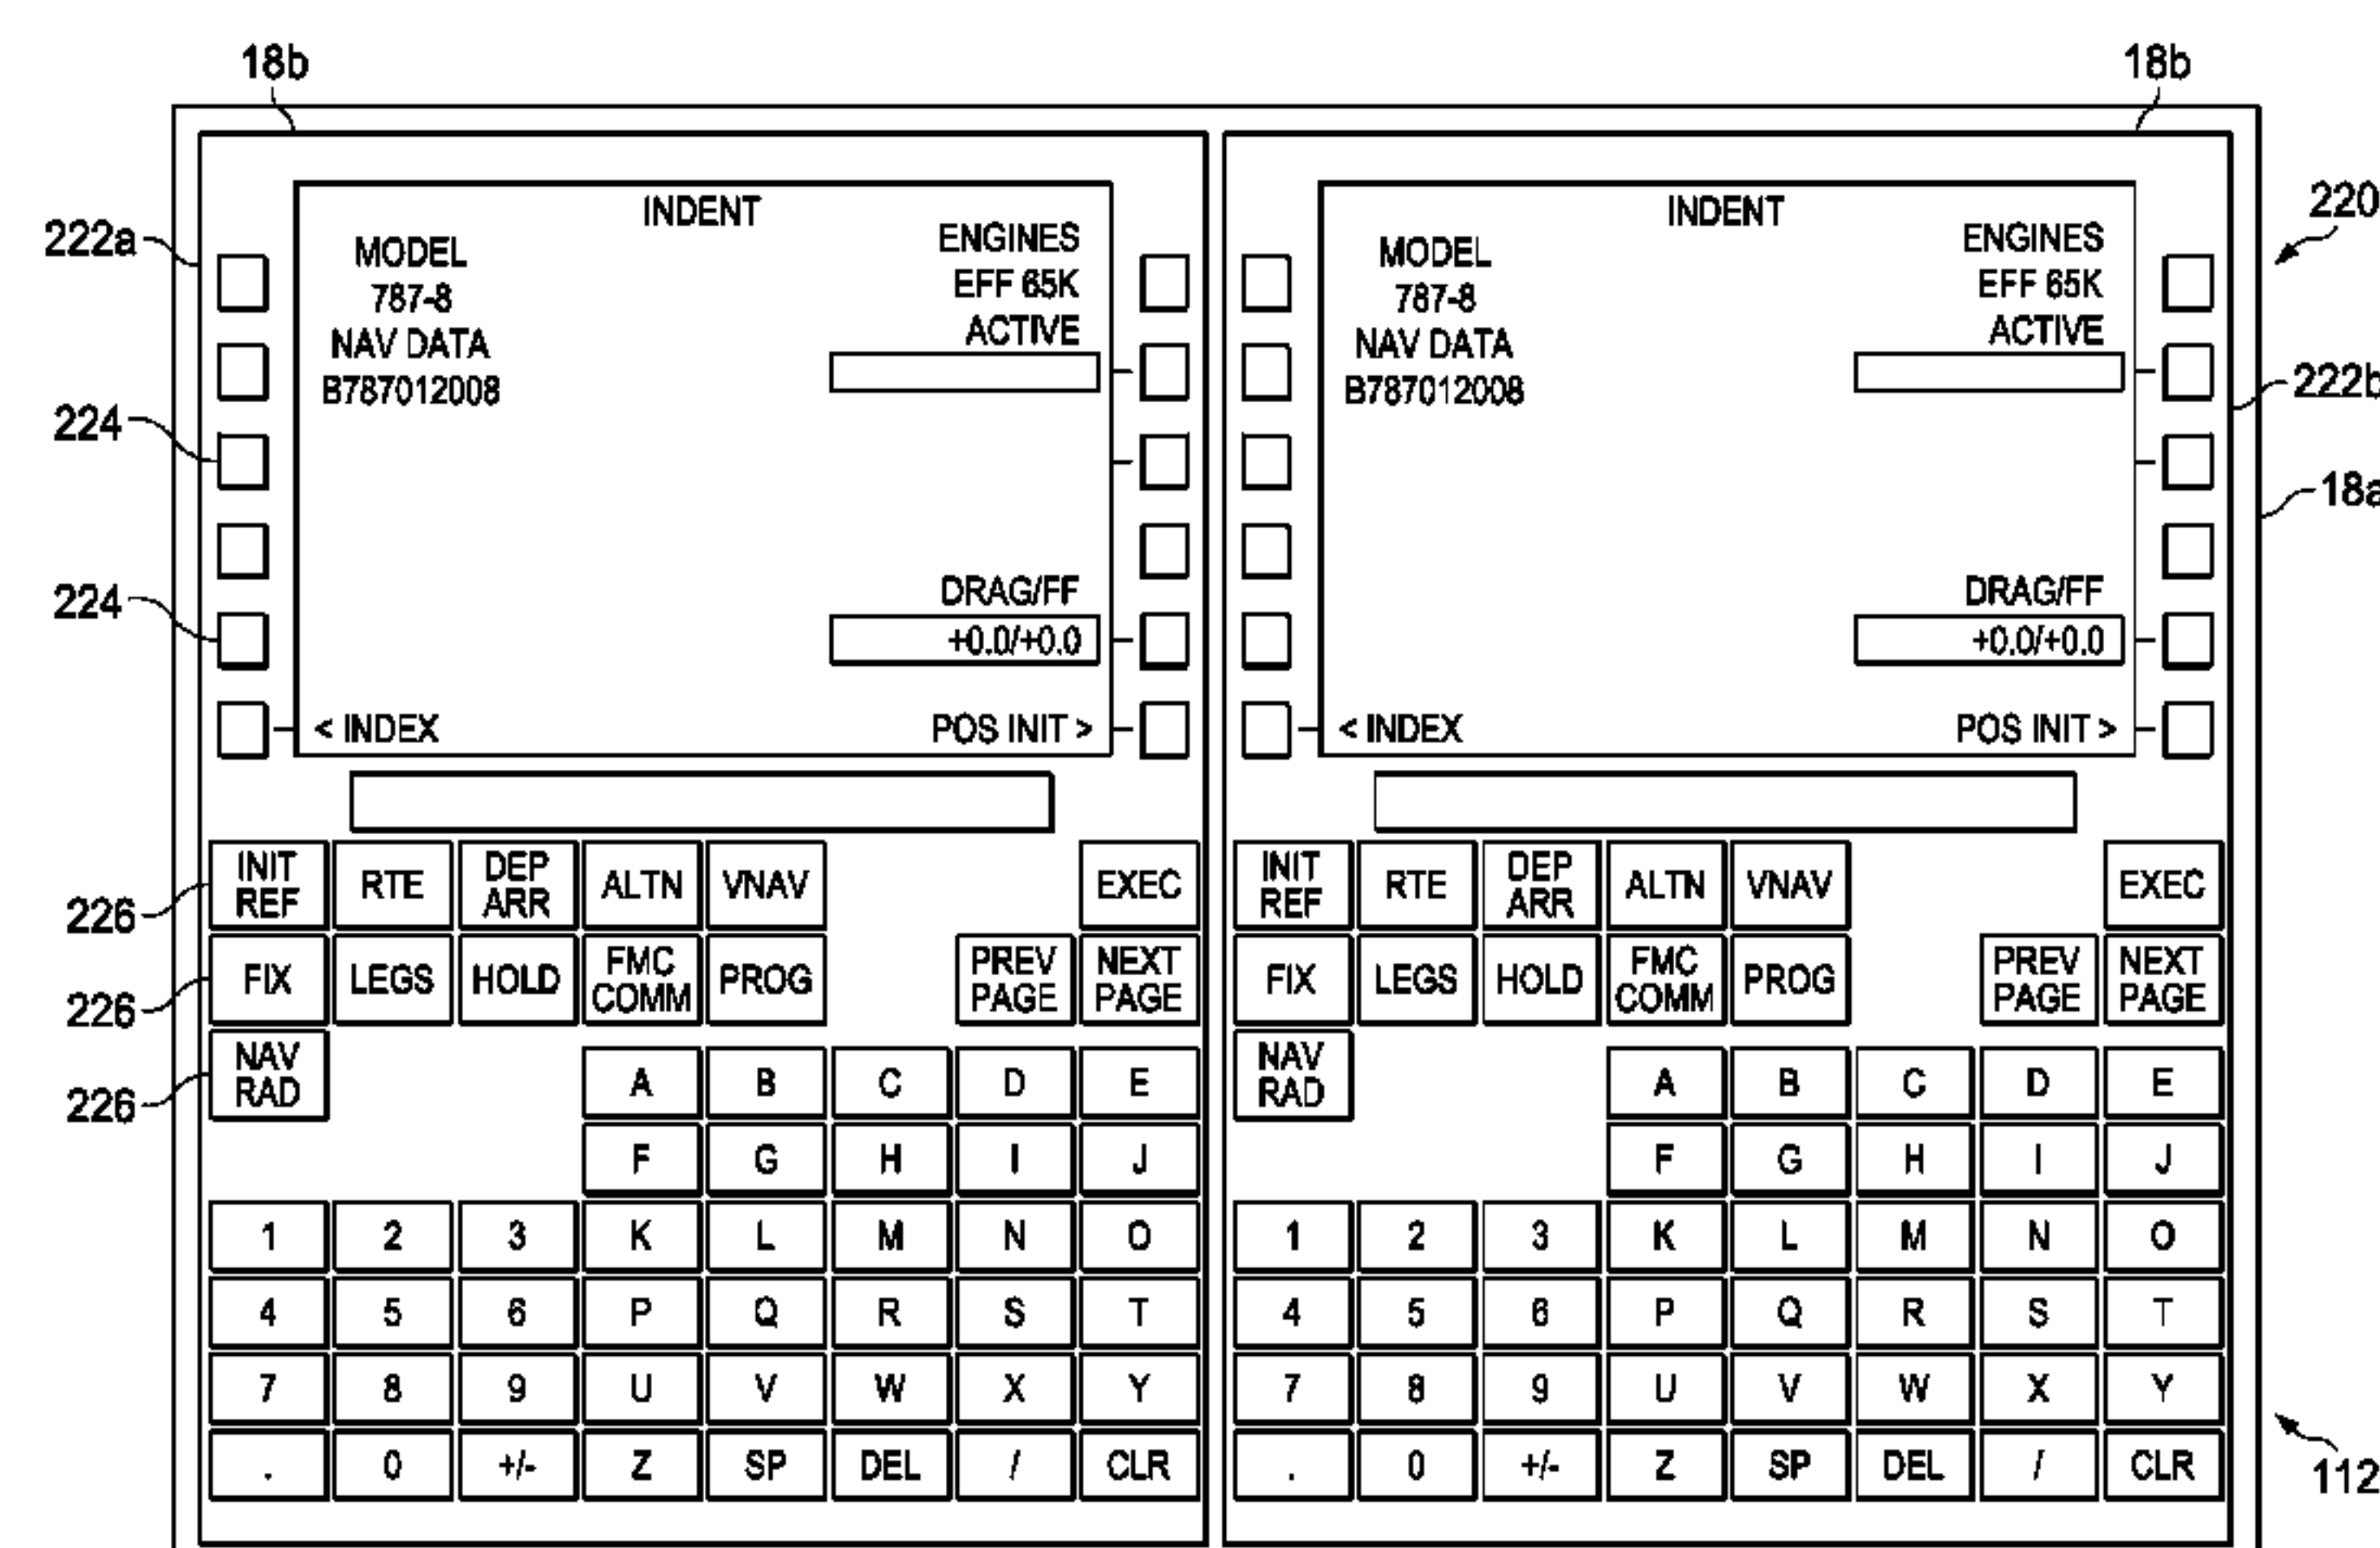 18b 18b
220
222a
INDENT
MODEL
787-8
NAV DATA
B787012008
ENGINES
EFF 65K
ACTIVE
DRAG/FF
+0.0/+0.0
< INDEX POS INIT >
INDENT
MODEL
787-8
NAV DATA
B787012008
ENGINES
EFF 65K
ACTIVE
DRAG/FF
+0.0/+0.0
< INDEX POS INIT >
222b
18a
224
224
226
226
226
INIT REF RTE DEP ARR ALTN VNAV EXEC
FIX LEGS HOLD FMC COMM PROG PREV PAGE NEXT PAGE
NAV RAD A B C D E
F G H I J
1 2 3 K L M N O
4 5 6 P Q R S T
7 8 9 U V W X Y
. 0 +/- Z SP DEL / CLR
INIT REF RTE DEP ARR ALTN VNAV EXEC
FIX LEGS HOLD FMC COMM PROG PREV PAGE NEXT PAGE
NAV RAD A B C D E
F G H I J
1 2 3 K L M N O
4 5 6 P Q R S T
7 8 9 U V W X Y
. 0 +/- Z SP DEL / CLR
112